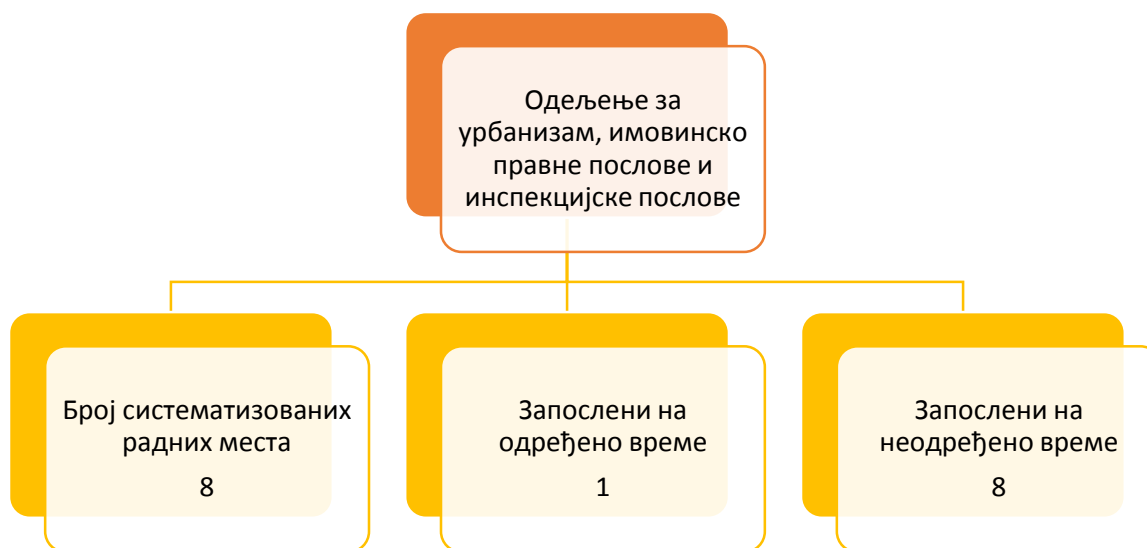 Одељење за
урбанизам, имовинско
правне послове и
инспекцијске послове
Број систематизованих
радних места
8
Запослени на
одређено време
1
Запослени на
неодређено време
8